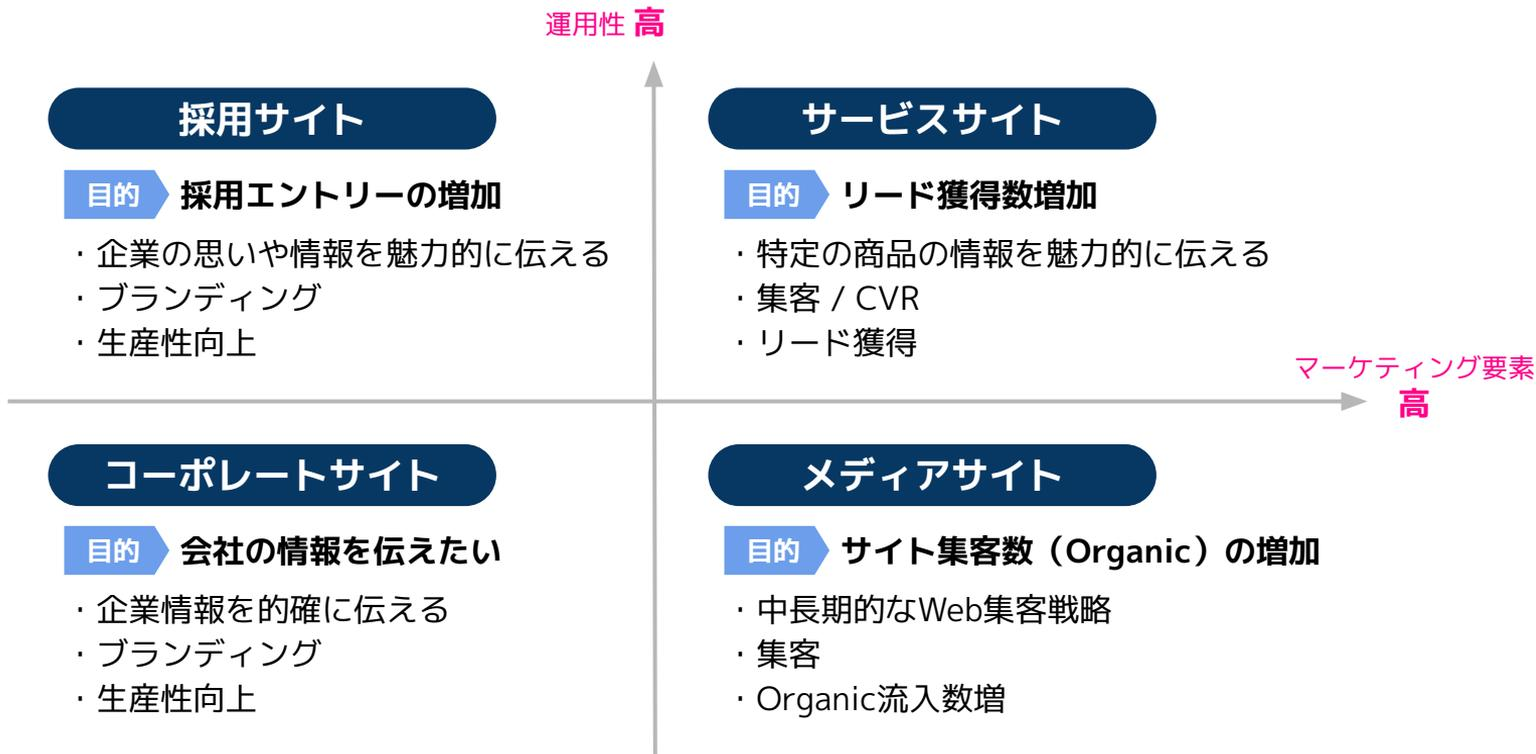 運用性 高
採用サイト
目的 採用エントリーの増加
・企業の思いや情報を魅力的に伝える
・ブランディング
・生産性向上
サービスサイト
目的 リード獲得数増加
・特定の商品の情報を魅力的に伝える
・集客 / CVR
・リード獲得
マーケティング要素
高
コーポレートサイト
目的 会社の情報を伝えたい
・企業情報を的確に伝える
・ブランディング
・生産性向上
メディアサイト
目的 サイト集客数（Organic）の増加
・中長期的なWeb集客戦略
・集客
・Organic流入数増